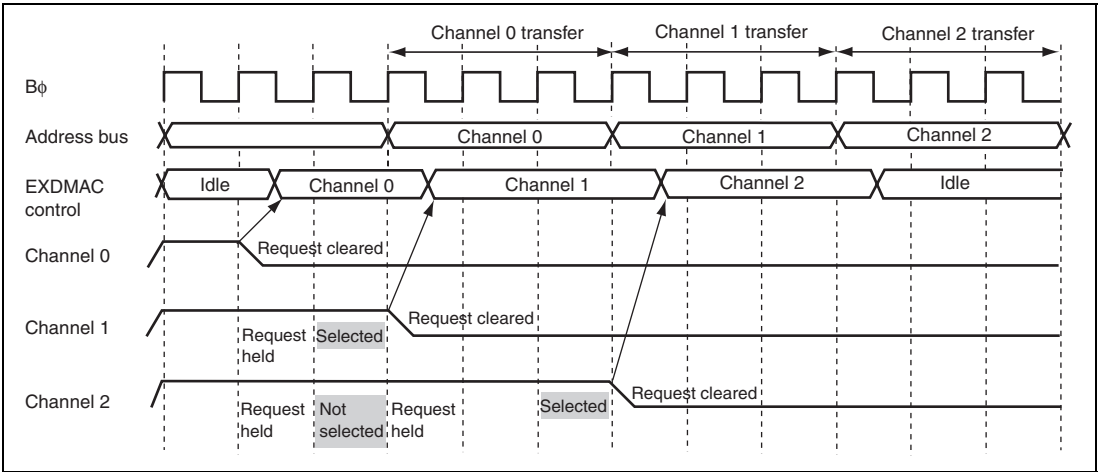 Channel 0 transfer Channel 1 transfer Channel 2 transfer
Bϕ
Address bus Channel 0 Channel 1 Channel 2
EXDMAC
control
Idle Channel 0 Channel 1 Channel 2 Idle
Channel 0 Request cleared
Channel 1 Request cleared
Request
held
Selected
Channel 2 Request cleared
Request
held
Not
selected
Request
held
Selected